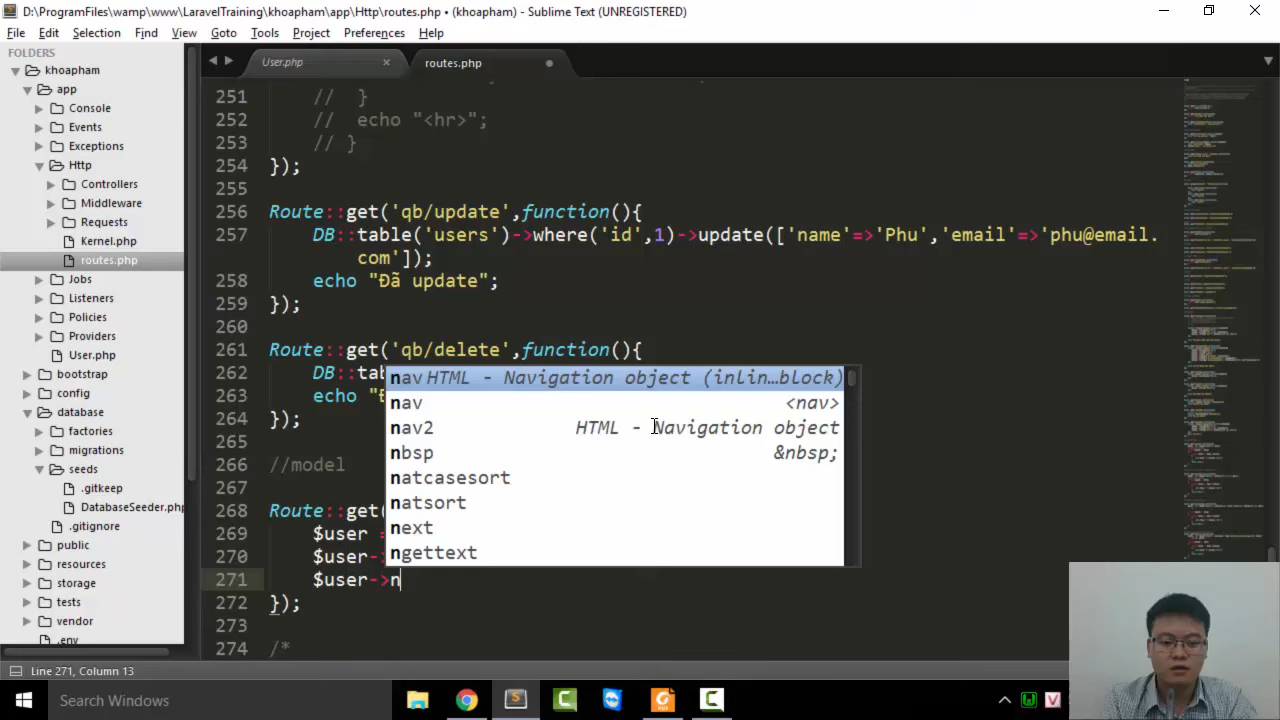 D:\ProgramFiles\wamp\www\LaravelTraining\khoapham\app\Http\routes.php • (khoapham) - Sublime Text (UNREGISTERED)
File Edit Selection Find View Goto Tools Project Preferences Help
FOLDERS
khoapham
app
Console
Events
Exceptions
Http
Controllers
Middleware
Requests
Kernel.php
routes.php
Jobs
Listeners
Policies
Providers
User.php
bootstrap
config
database
factories
migrations
seeds
.gitkeep
DatabaseSeeder.php
.gitignore
public
resources
storage
tests
vendor
.env
User.php
routes.php
251 // }
252 // echo "<hr>";
253 // }
254 });
255
256 Route::get('qb/update',function(){
257 DB::table('users')->where('id',1)->update(['name'=>'Phu','email'=>'phu@email.
com']);
258 echo "Đã update";
259 });
260
261 Route::get('qb/delete',function(){
262 DB::tab
263 echo "Đ
264 });
265
266 //model
267
268 Route::get(
269 $user =
270 $user-
271 $user->n
272 });
273
274 /*
nav HTML - Navigation object (inlin…block)
nav <nav>
nav2 HTML - Navigation object
nbsp &nbsp;
natcasesort
natsort
next
ngettext
Line 271, Column 13
Search Windows